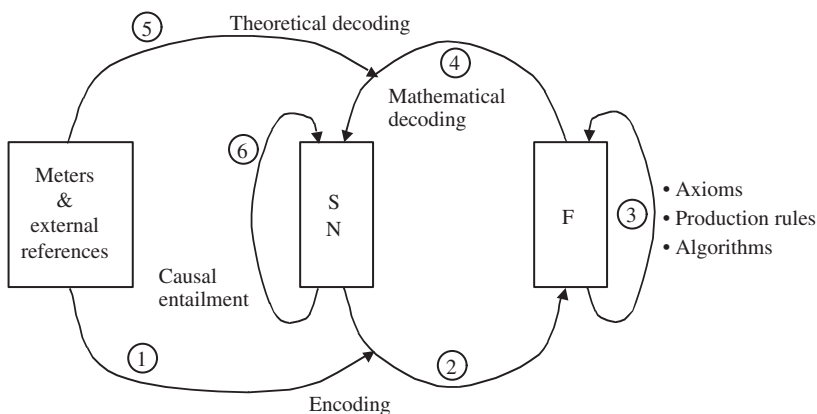 5
Theoretical decoding
4
Mathematical
decoding
6
Meters
&
external
references
S
N
F
3
• Axioms
• Production rules
• Algorithms
Causal
entailment
1
2
Encoding